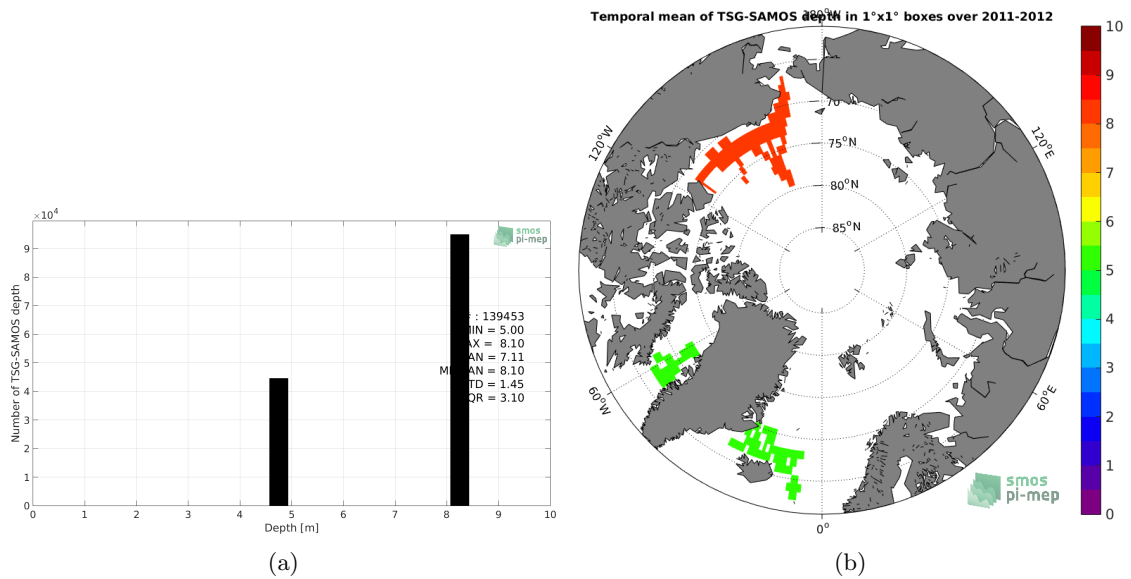 Temporal mean of TSG-SAMOS depth in 1°x1° boxes over 2011-2012
180°W
70
75°N
80°N
85°N
120°W
120°E
60°W
60°E
0°
10
9
8
7
6
5
4
3
2
1
0
smos
pi-mep
×10⁴
9
8
7
6
5
4
3
2
1
0
Number of TSG-SAMOS depth
smos
pi-mep
: 139453
MIN = 5.00
AX = 8.10
AN = 7.11
AN = 8.10
TD = 1.45
QR = 3.10
0 1 2 3 4 5 6 7 8 9 10
Depth [m]
(a)
(b)